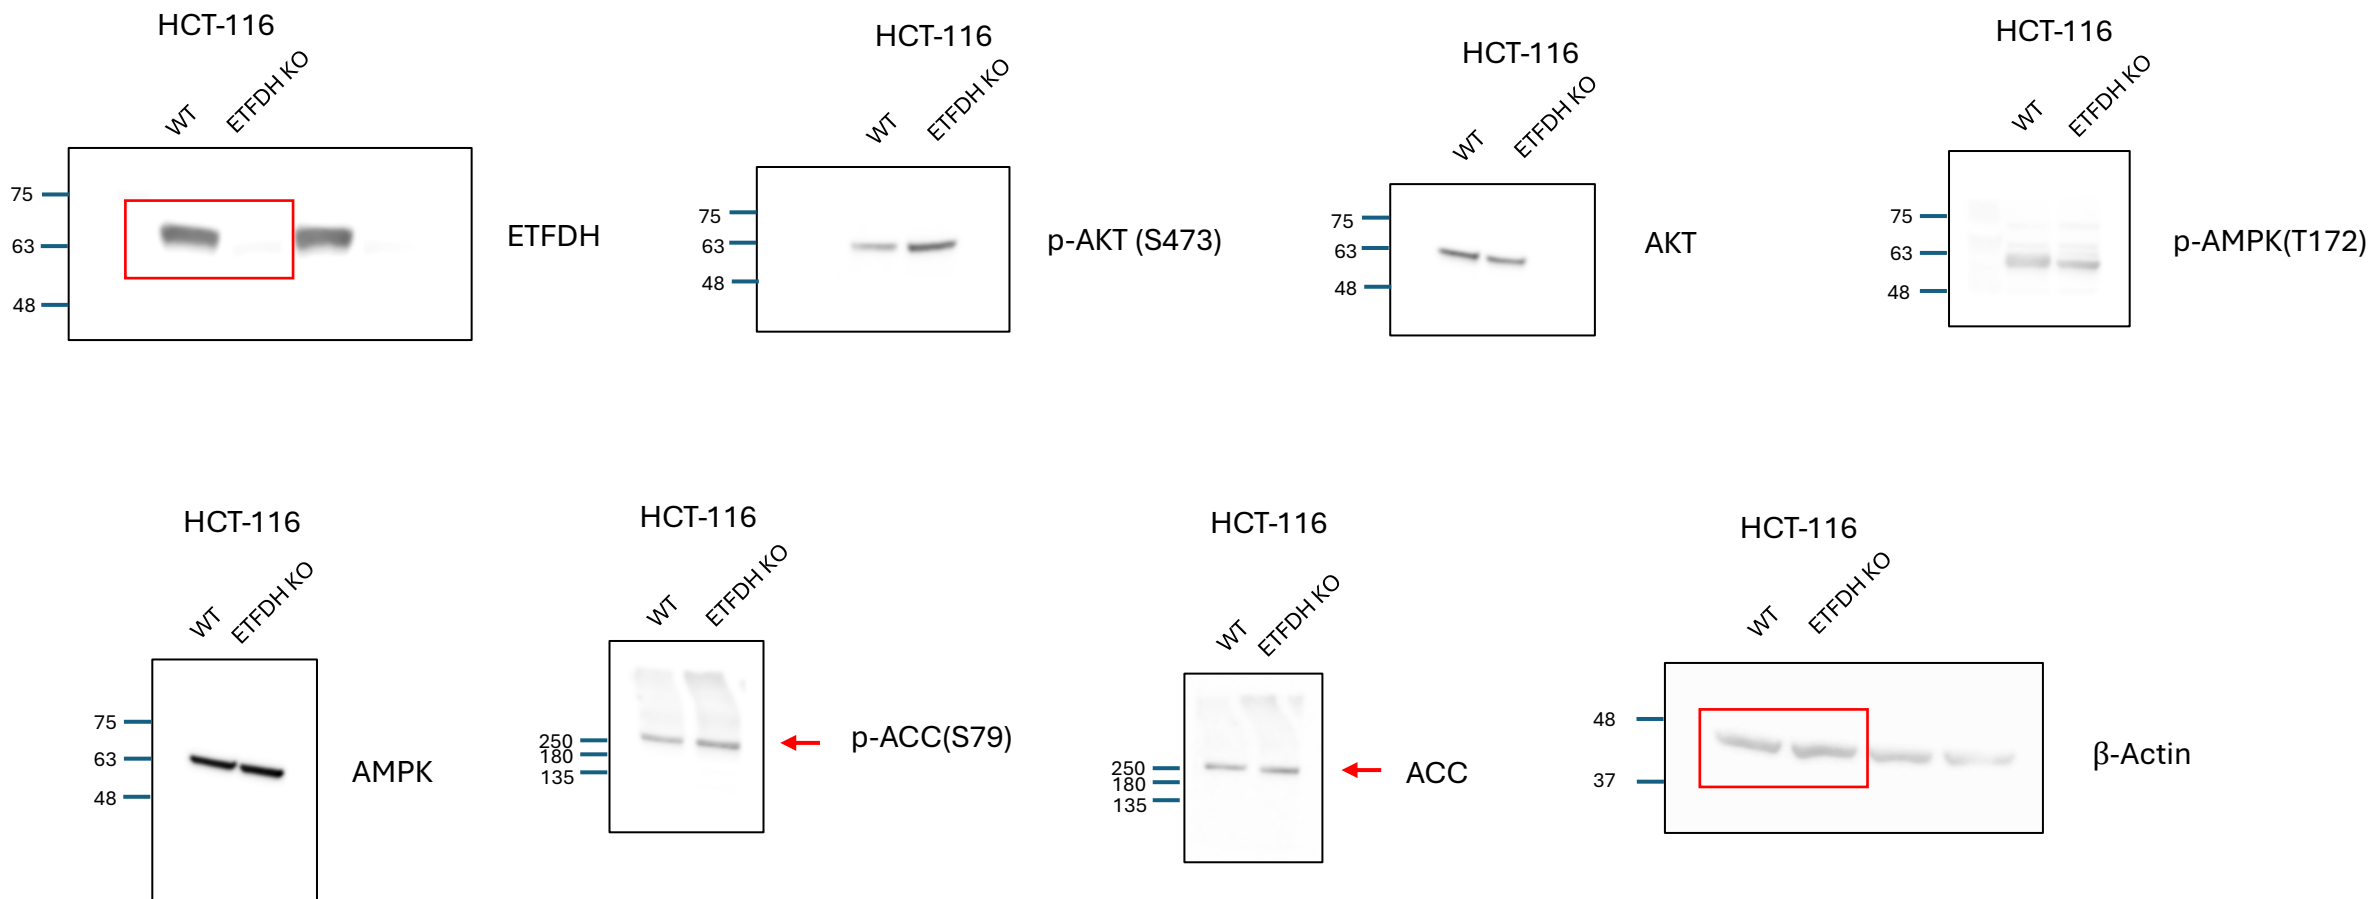 HCT-116
WT
ETFDH KO
75
63
48
ETFDH
HCT-116
WT
ETFDH KO
75
63
48
p-AKT (S473)
HCT-116
WT
ETFDH KO
75
63
48
AKT
HCT-116
WT
ETFDH KO
75
63
48
p-AMPK(T172)
HCT-116
WT
ETFDH KO
75
63
48
AMPK
HCT-116
WT
ETFDH KO
250
180
135
p-ACC(S79)
HCT-116
WT
ETFDH KO
250
180
135
ACC
HCT-116
WT
ETFDH KO
48
37
β-Actin